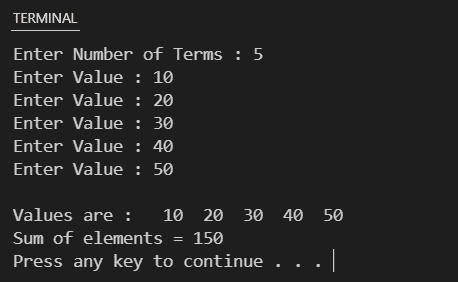 TERMINAL
Enter Number of Terms : 5
Enter Value : 10
Enter Value : 20
Enter Value : 30
Enter Value : 40
Enter Value : 50

Values are :   10  20  30  40  50
Sum of elements = 150
Press any key to continue . . .